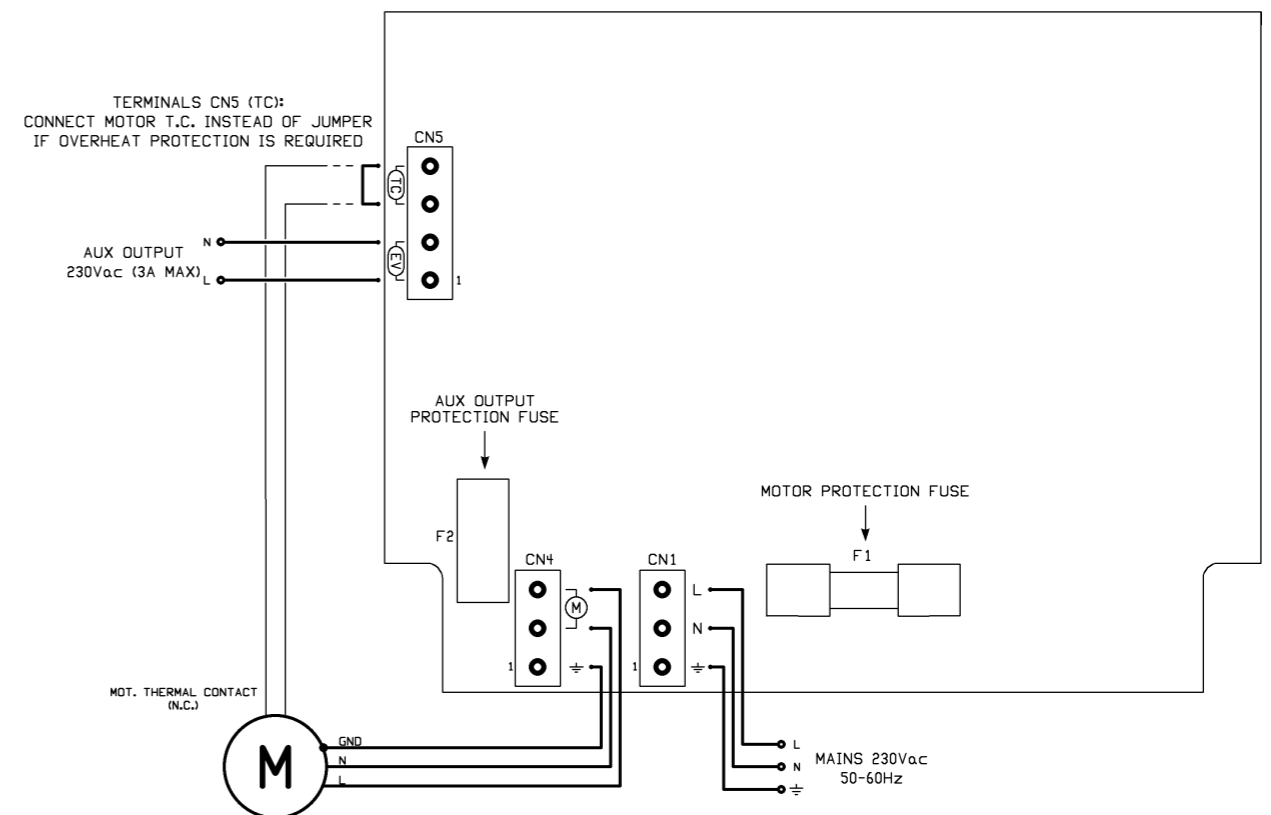 TERMINALS CN5 (TC):
CONNECT MOTOR T.C. INSTEAD OF JUMPER
IF OVERHEAT PROTECTION IS REQUIRED
CN5
TC
N
AUX OUTPUT
230Vac (3A MAX)
L
EV
1
AUX OUTPUT
PROTECTION FUSE
MOTOR PROTECTION FUSE
F2
F1
CN4
CN1
M
L
N
1
1
MOT. THERMAL CONTACT
(N.C.)
M
GND
N
L
L
N
MAINS 230Vac
50-60Hz